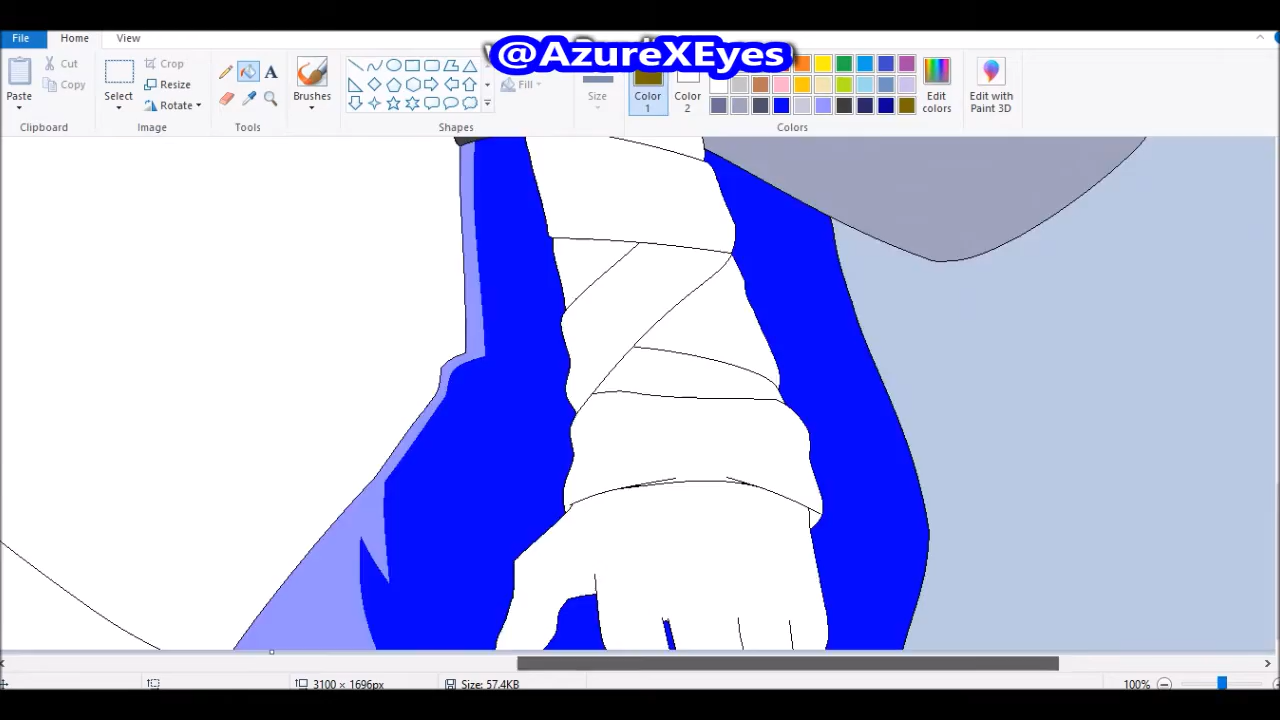 File Home View
@AzureXEyes
Paste
Cut
Copy
Clipboard
Select
Crop
Resize
Rotate
Image
A
Tools
Brushes
Fill
Shapes
Size
Color
1
Color
2
Edit
colors
Edit with
Paint 3D
Colors
3100 × 1696px
Size: 57.4KB
100%